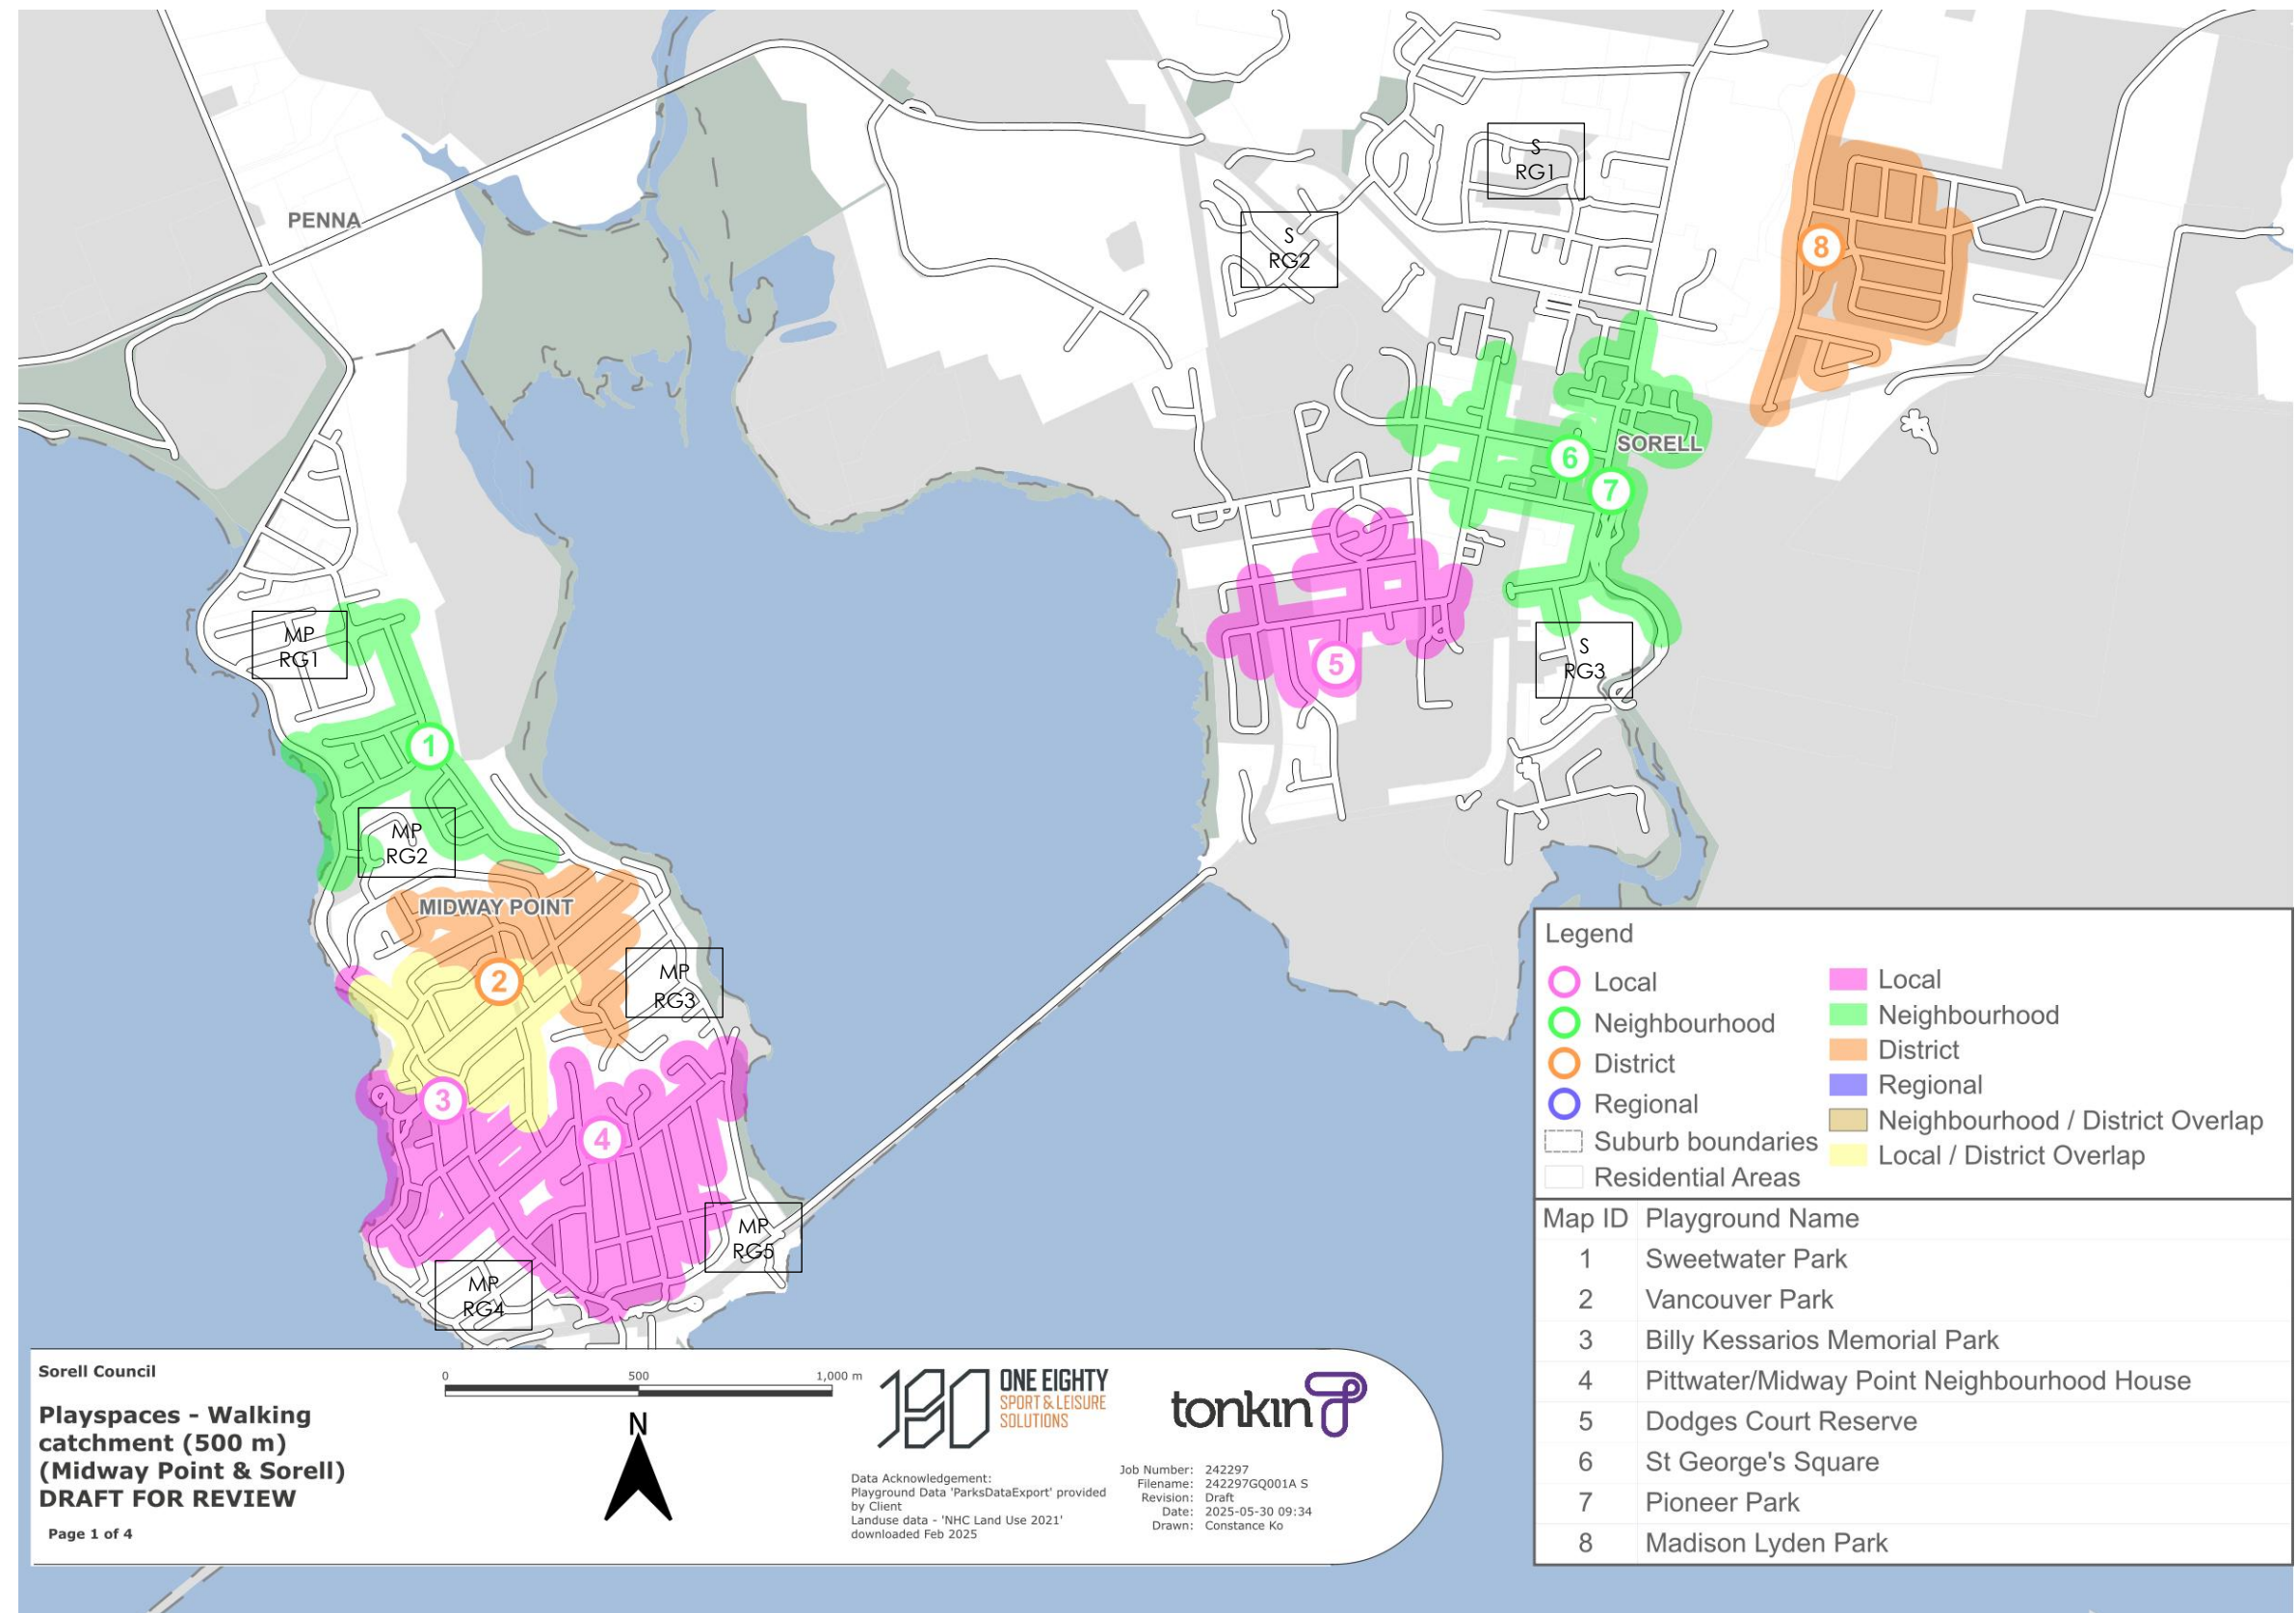 PENNA
S
RG1
S
RG2
8
6
SORELL
7
MP
RG1
5
S
RG3
1
MP
RG2
MIDWAY POINT
2
MP
RG3
3
4
MP
RG5
MP
RG4
Legend
Local
Neighbourhood
District
Regional
Suburb boundaries
Residential Areas
Local
Neighbourhood
District
Regional
Neighbourhood / District Overlap
Local / District Overlap
Map ID Playground Name
1 Sweetwater Park
2 Vancouver Park
3 Billy Kessarios Memorial Park
4 Pittwater/Midway Point Neighbourhood House
5 Dodges Court Reserve
6 St George's Square
7 Pioneer Park
8 Madison Lyden Park
Sorell Council
Playspaces - Walking
catchment (500 m)
(Midway Point & Sorell)
DRAFT FOR REVIEW
Page 1 of 4
0 500 1,000 m
N
180
ONE EIGHTY
SPORT & LEISURE
SOLUTIONS
tonkin
Data Acknowledgement:
Playground Data 'ParksDataExport' provided
by Client
Landuse data - 'NHC Land Use 2021'
downloaded Feb 2025
Job Number: 242297
Filename: 242297GQ001A S
Revision: Draft
Date: 2025-05-30 09:34
Drawn: Constance Ko